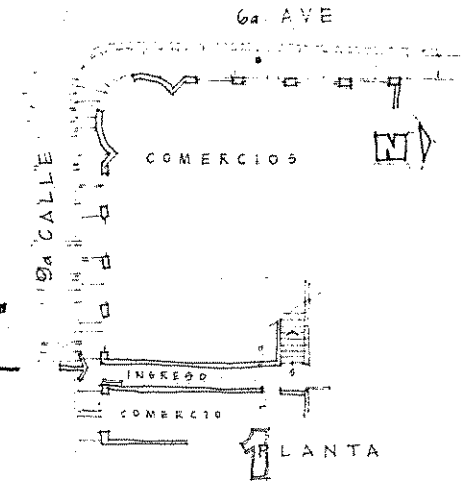 6a AVE
COMERCIOS
N
9a CALLE
INGRESO
COMERCIO
1 PLANTA